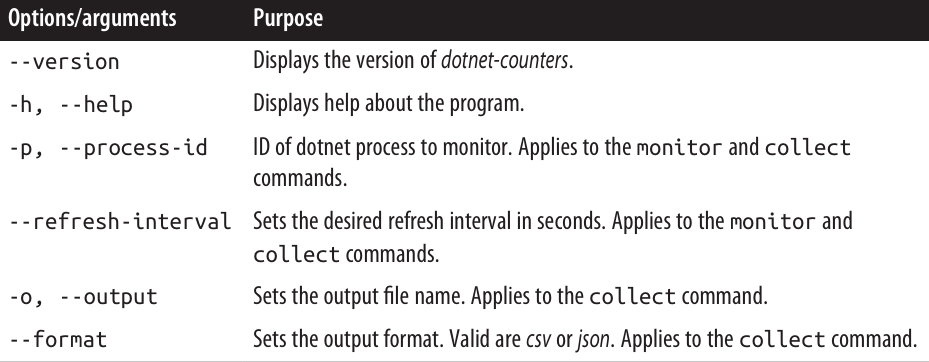 Options/arguments Purpose
--version Displays the version of dotnet-counters.
-h, --help Displays help about the program.
-p, --process-id ID of dotnet process to monitor. Applies to the monitor and collect
commands.
--refresh-interval Sets the desired refresh interval in seconds. Applies to the monitor and
collect commands.
-o, --output Sets the output file name. Applies to the collect command.
--format Sets the output format. Valid are csv or json. Applies to the collect command.